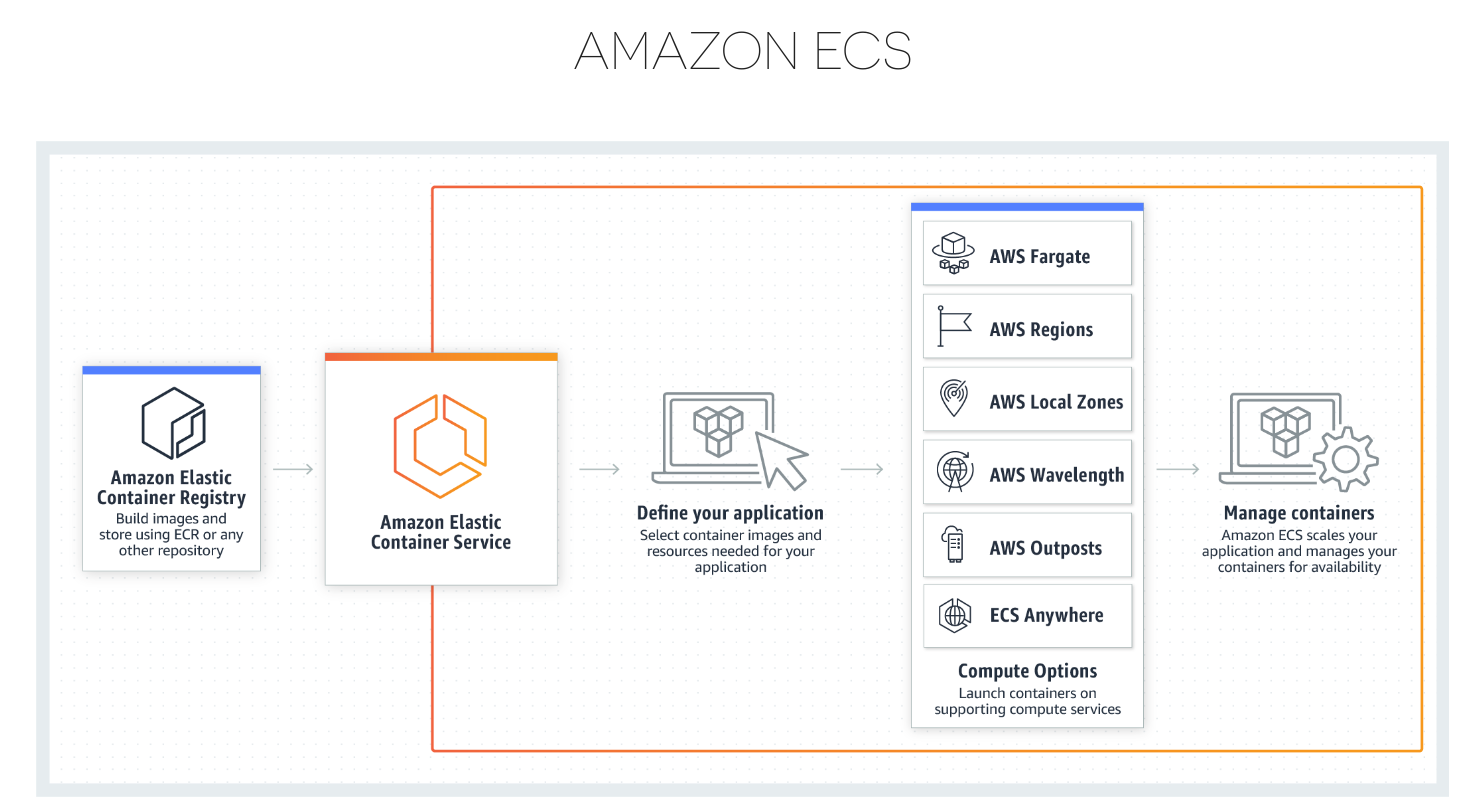 AMAZON ECS
Amazon Elastic
Container Registry
Build images and
store using ECR or any
other repository
Amazon Elastic
Container Service
Define your application
Select container images and
resources needed for your
application
AWS Fargate
AWS Regions
AWS Local Zones
AWS Wavelength
AWS Outposts
ECS Anywhere
Compute Options
Launch containers on
supporting compute services
Manage containers
Amazon ECS scales your
application and manages your
containers for availability